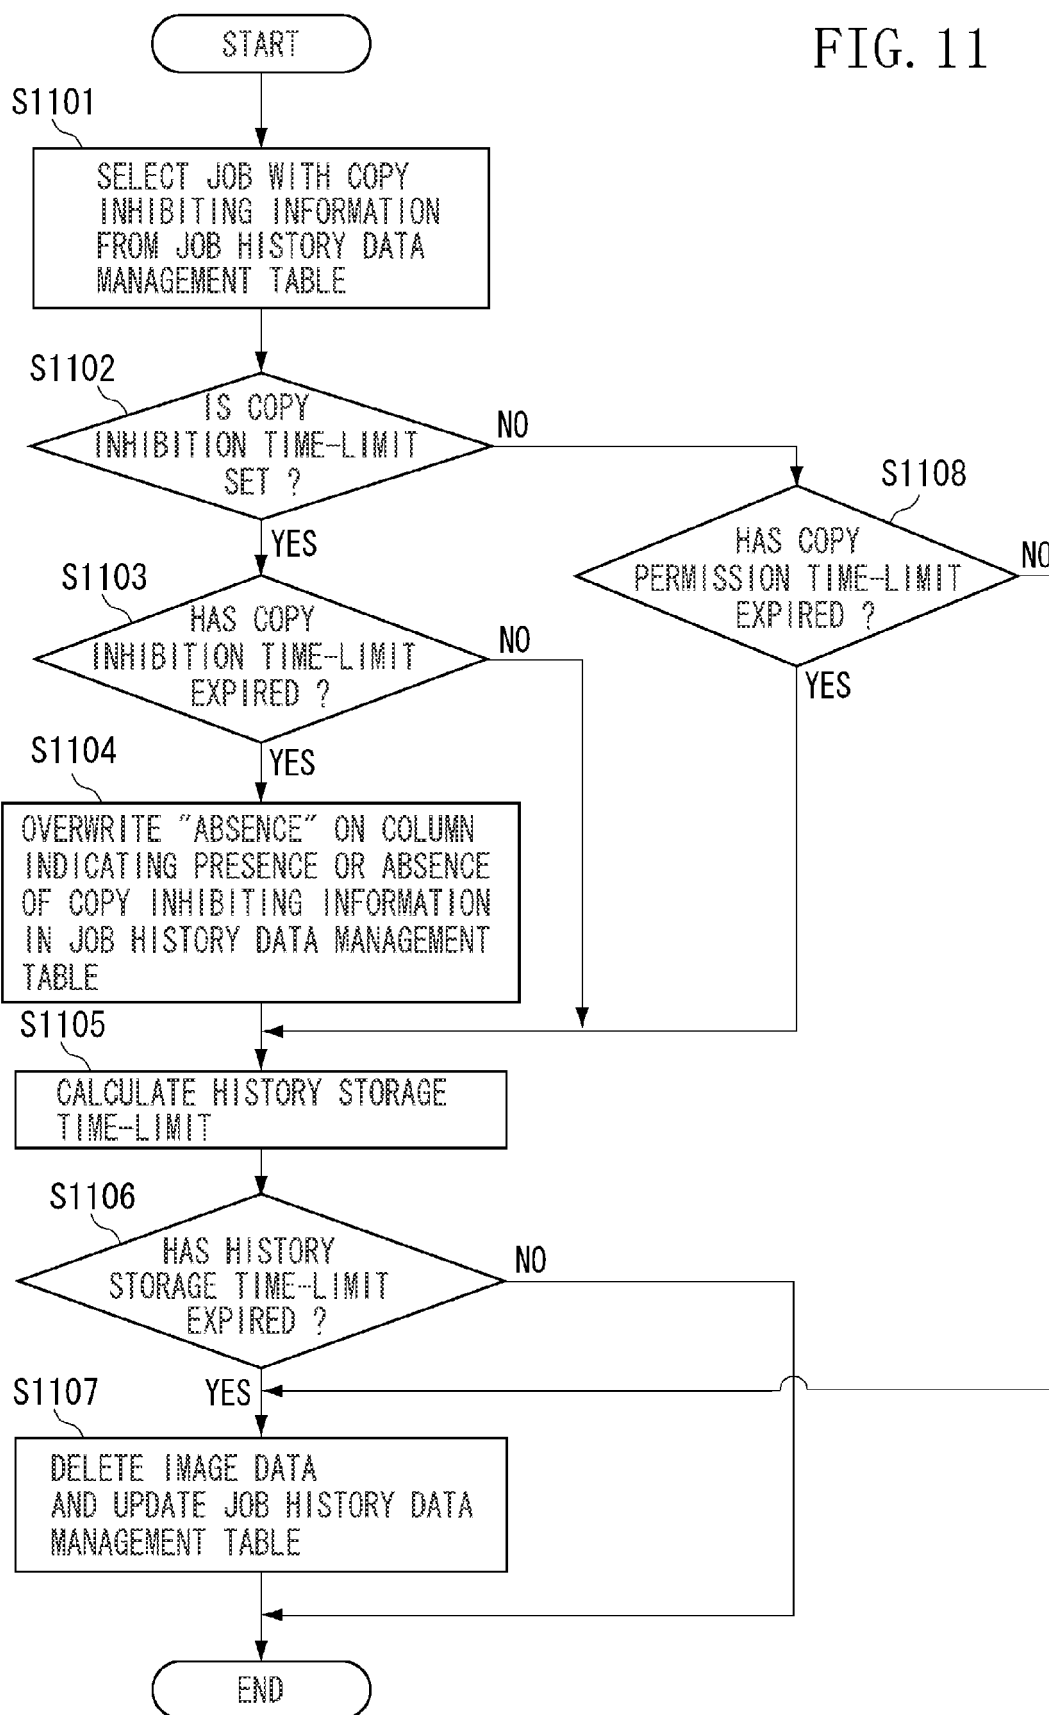 START
FIG. 11
S1101
SELECT JOB WITH COPY
INHIBITING INFORMATION
FROM JOB HISTORY DATA
MANAGEMENT TABLE
S1102
IS COPY
INHIBITION TIME-LIMIT
SET ?
NO
YES
S1108
HAS COPY
PERMISSION TIME-LIMIT
EXPIRED ?
NO
YES
S1103
HAS COPY
INHIBITION TIME-LIMIT
EXPIRED ?
NO
YES
S1104
OVERWRITE "ABSENCE" ON COLUMN
INDICATING PRESENCE OR ABSENCE
OF COPY INHIBITING INFORMATION
IN JOB HISTORY DATA MANAGEMENT
TABLE
S1105
CALCULATE HISTORY STORAGE
TIME-LIMIT
S1106
HAS HISTORY
STORAGE TIME-LIMIT
EXPIRED ?
NO
YES
S1107
DELETE IMAGE DATA
AND UPDATE JOB HISTORY DATA
MANAGEMENT TABLE
END